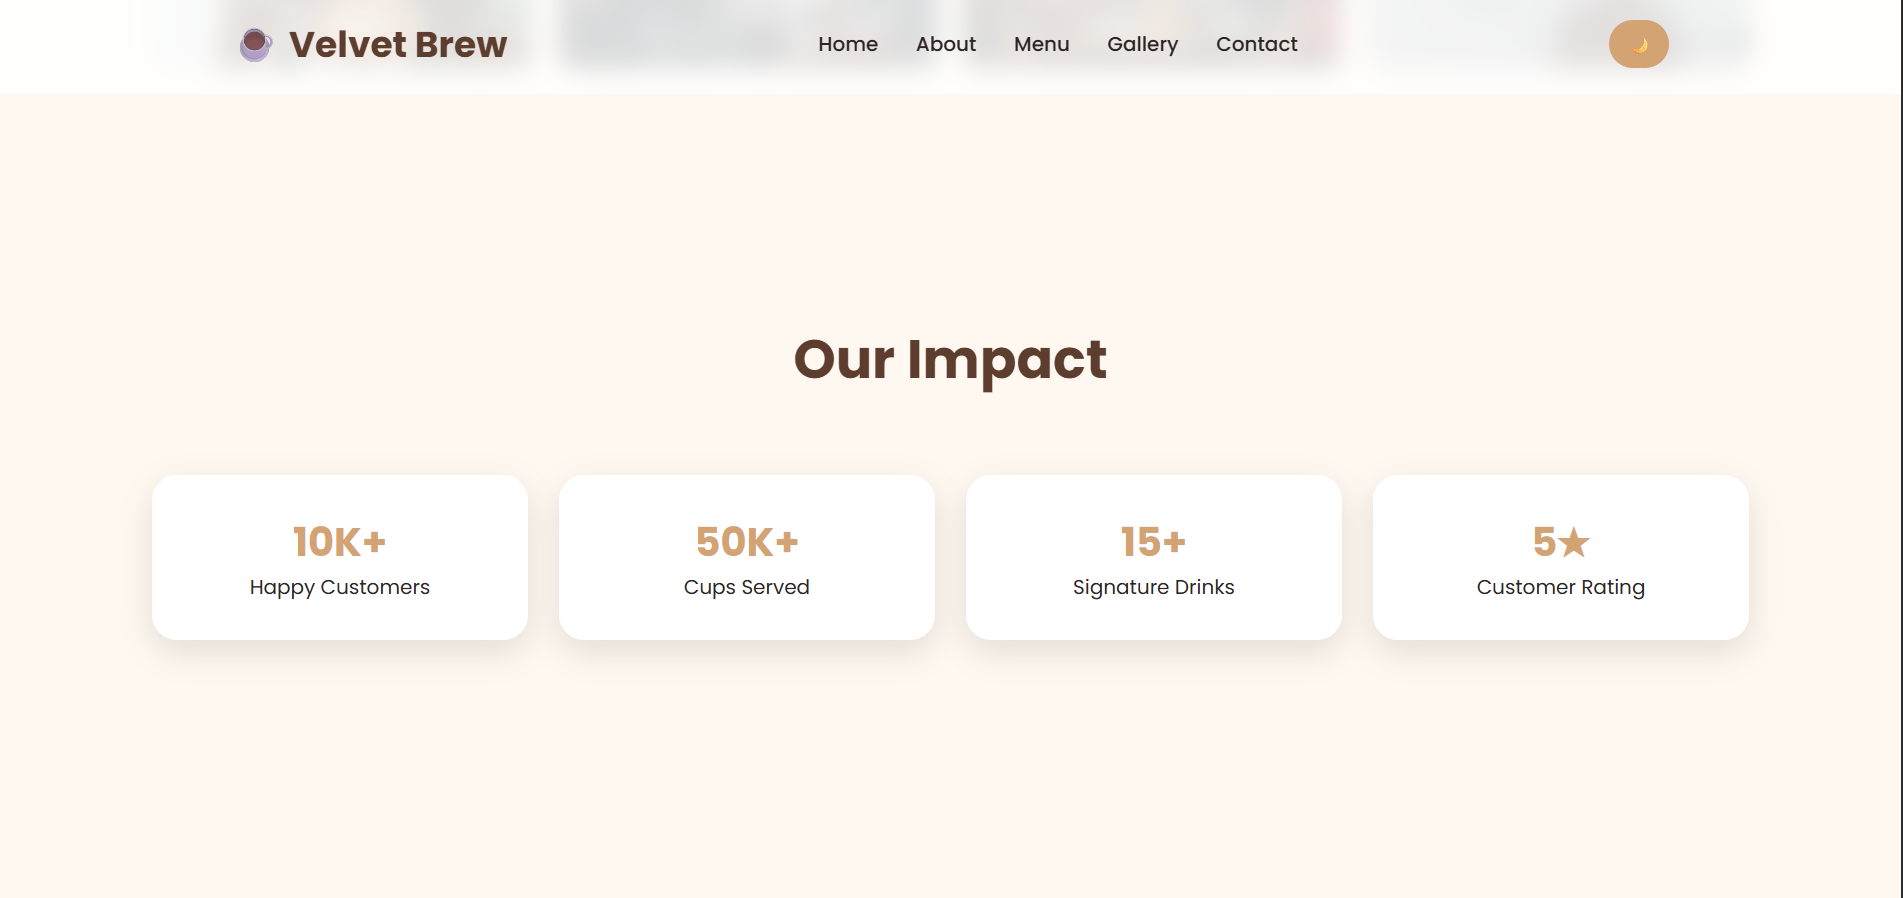 Velvet Brew
Home About Menu Gallery Contact
Our Impact
10K+
Happy Customers
50K+
Cups Served
15+
Signature Drinks
5★
Customer Rating